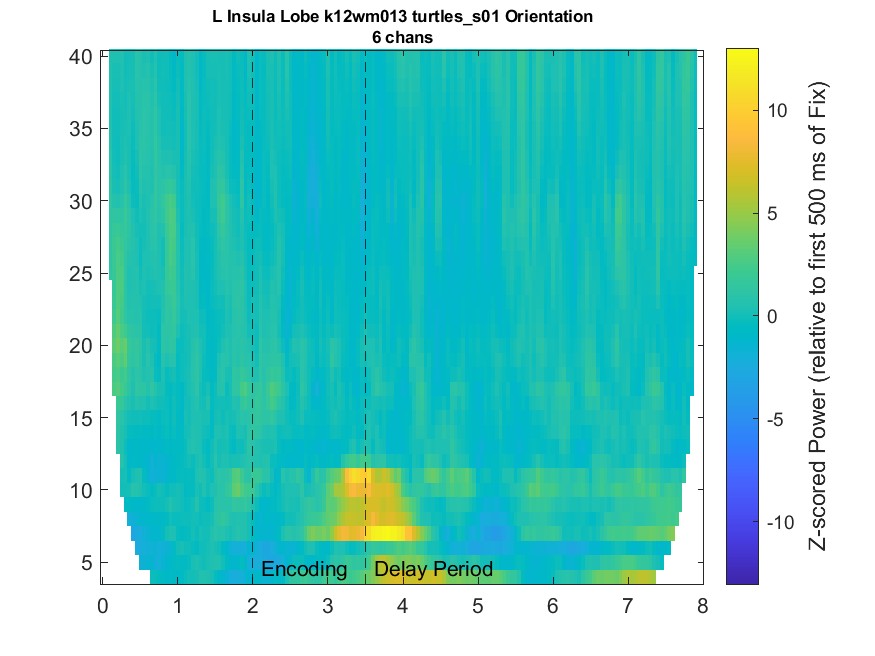 L Insula Lobe k12wm013 turtles_s01 Orientation
6 chans
40
35
30
25
20
15
10
5
Encoding
Delay Period
0 1 2 3 4 5 6 7 8
10
5
0
-5
-10
Z-scored Power (relative to first 500 ms of Fix)